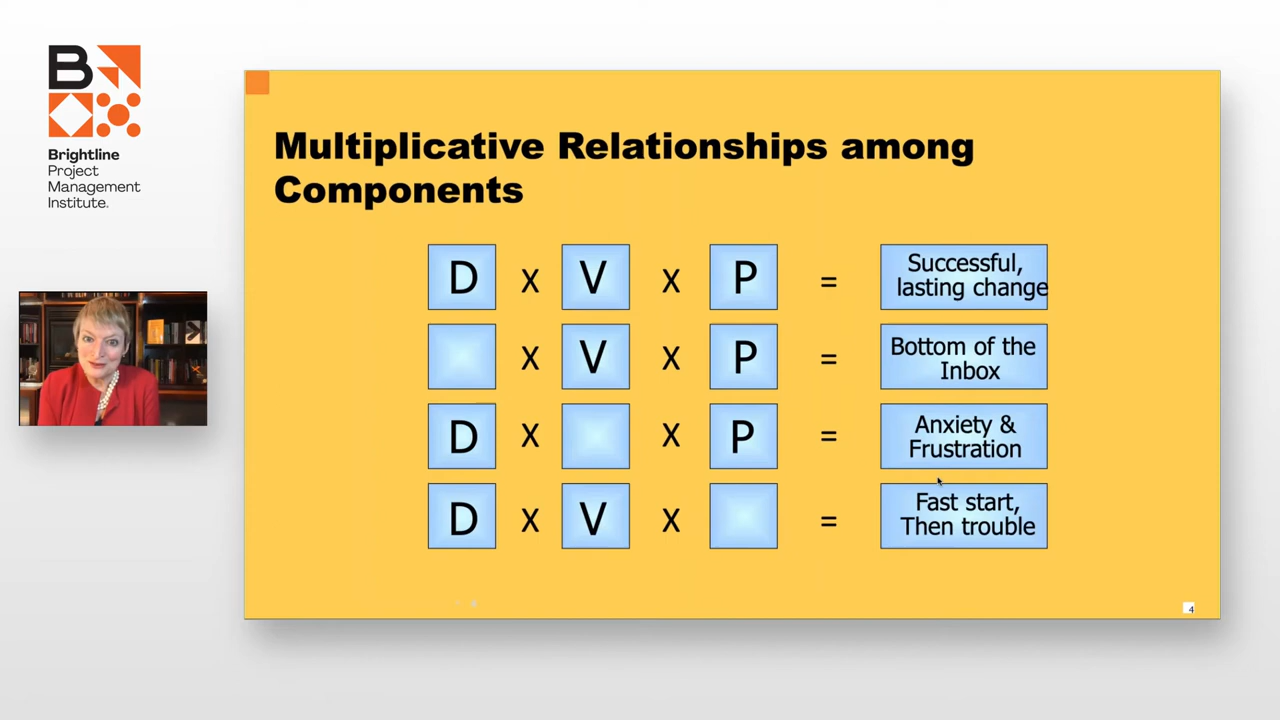 B
Brightline
Project
Management
Institute.
Multiplicative Relationships among
Components
D X V X P = Successful,
lasting change
X V X P = Bottom of the
Inbox
D X X P = Anxiety &
Frustration
D X V X = Fast start,
Then trouble
4